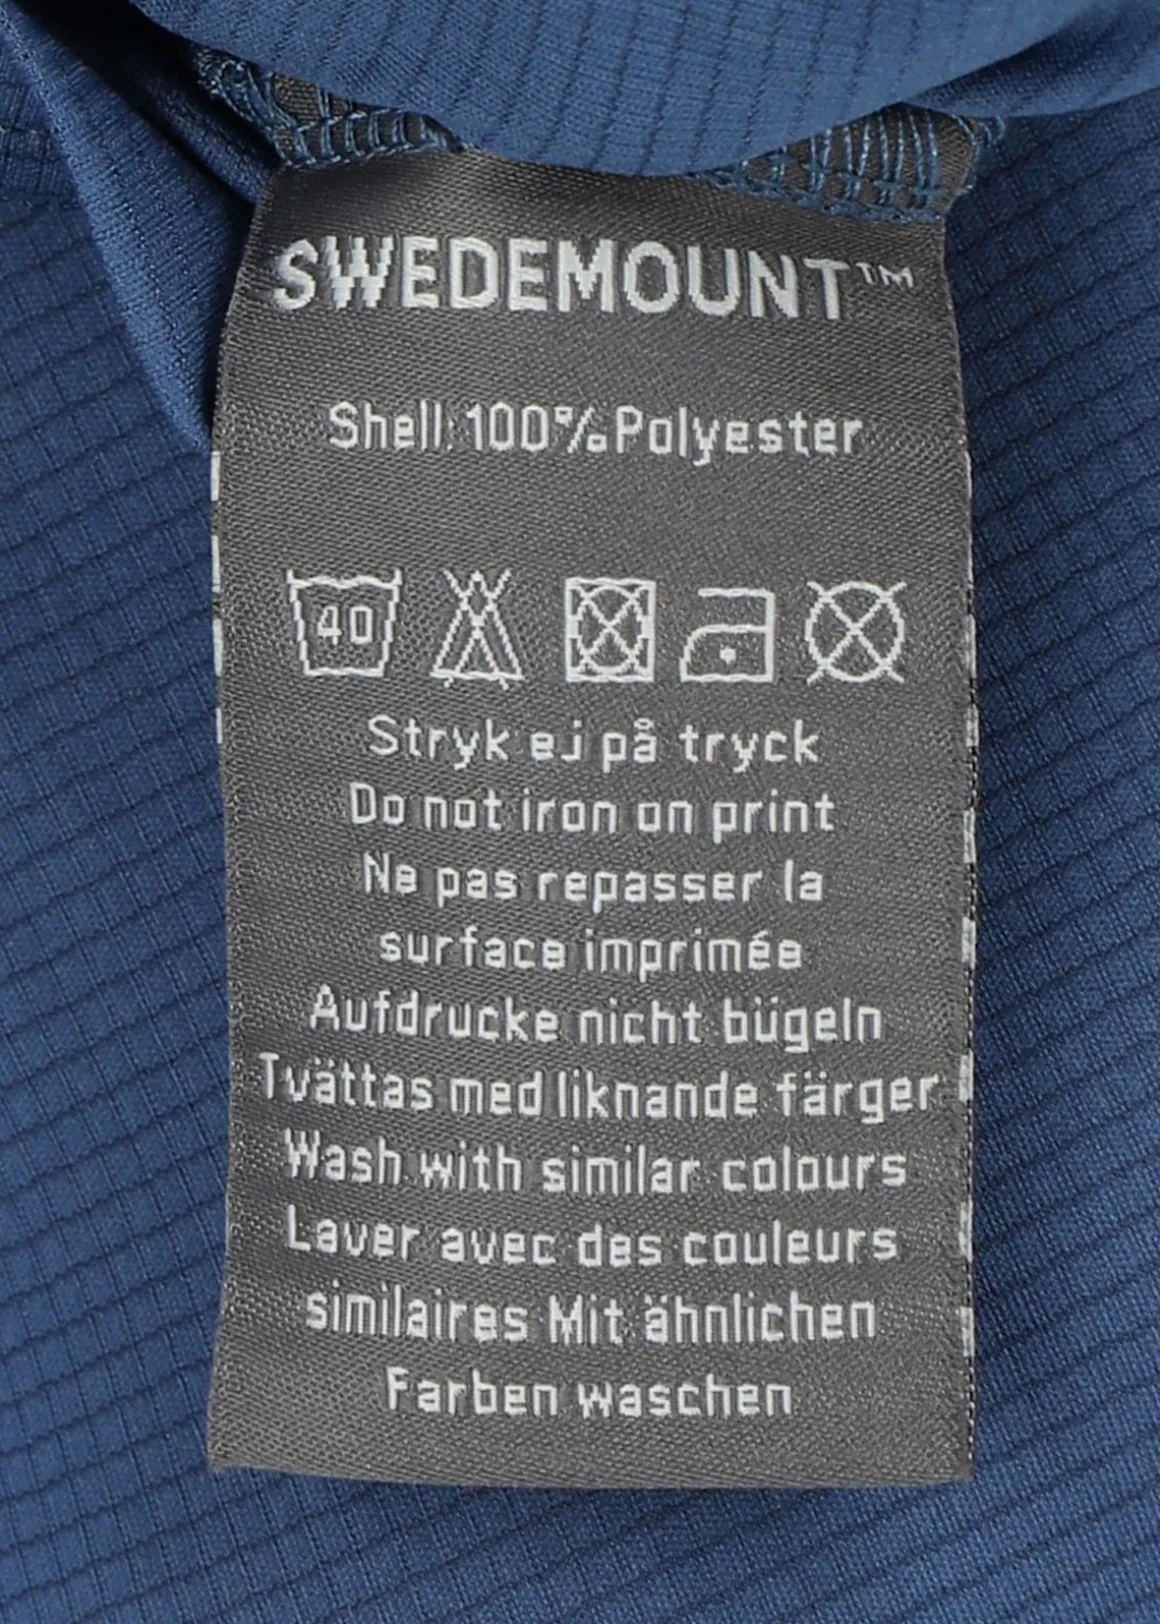 SWEDEMOUNT™
Shell: 100% Polyester
40
Stryk ej på tryck
Do not iron on print
Ne pas repasser la
surface imprimée
Aufdrucke nicht bügeln
Tvättas med liknande färger
Wash with similar colours
Laver avec des couleurs
similaires Mit ähnlichen
Farben waschen